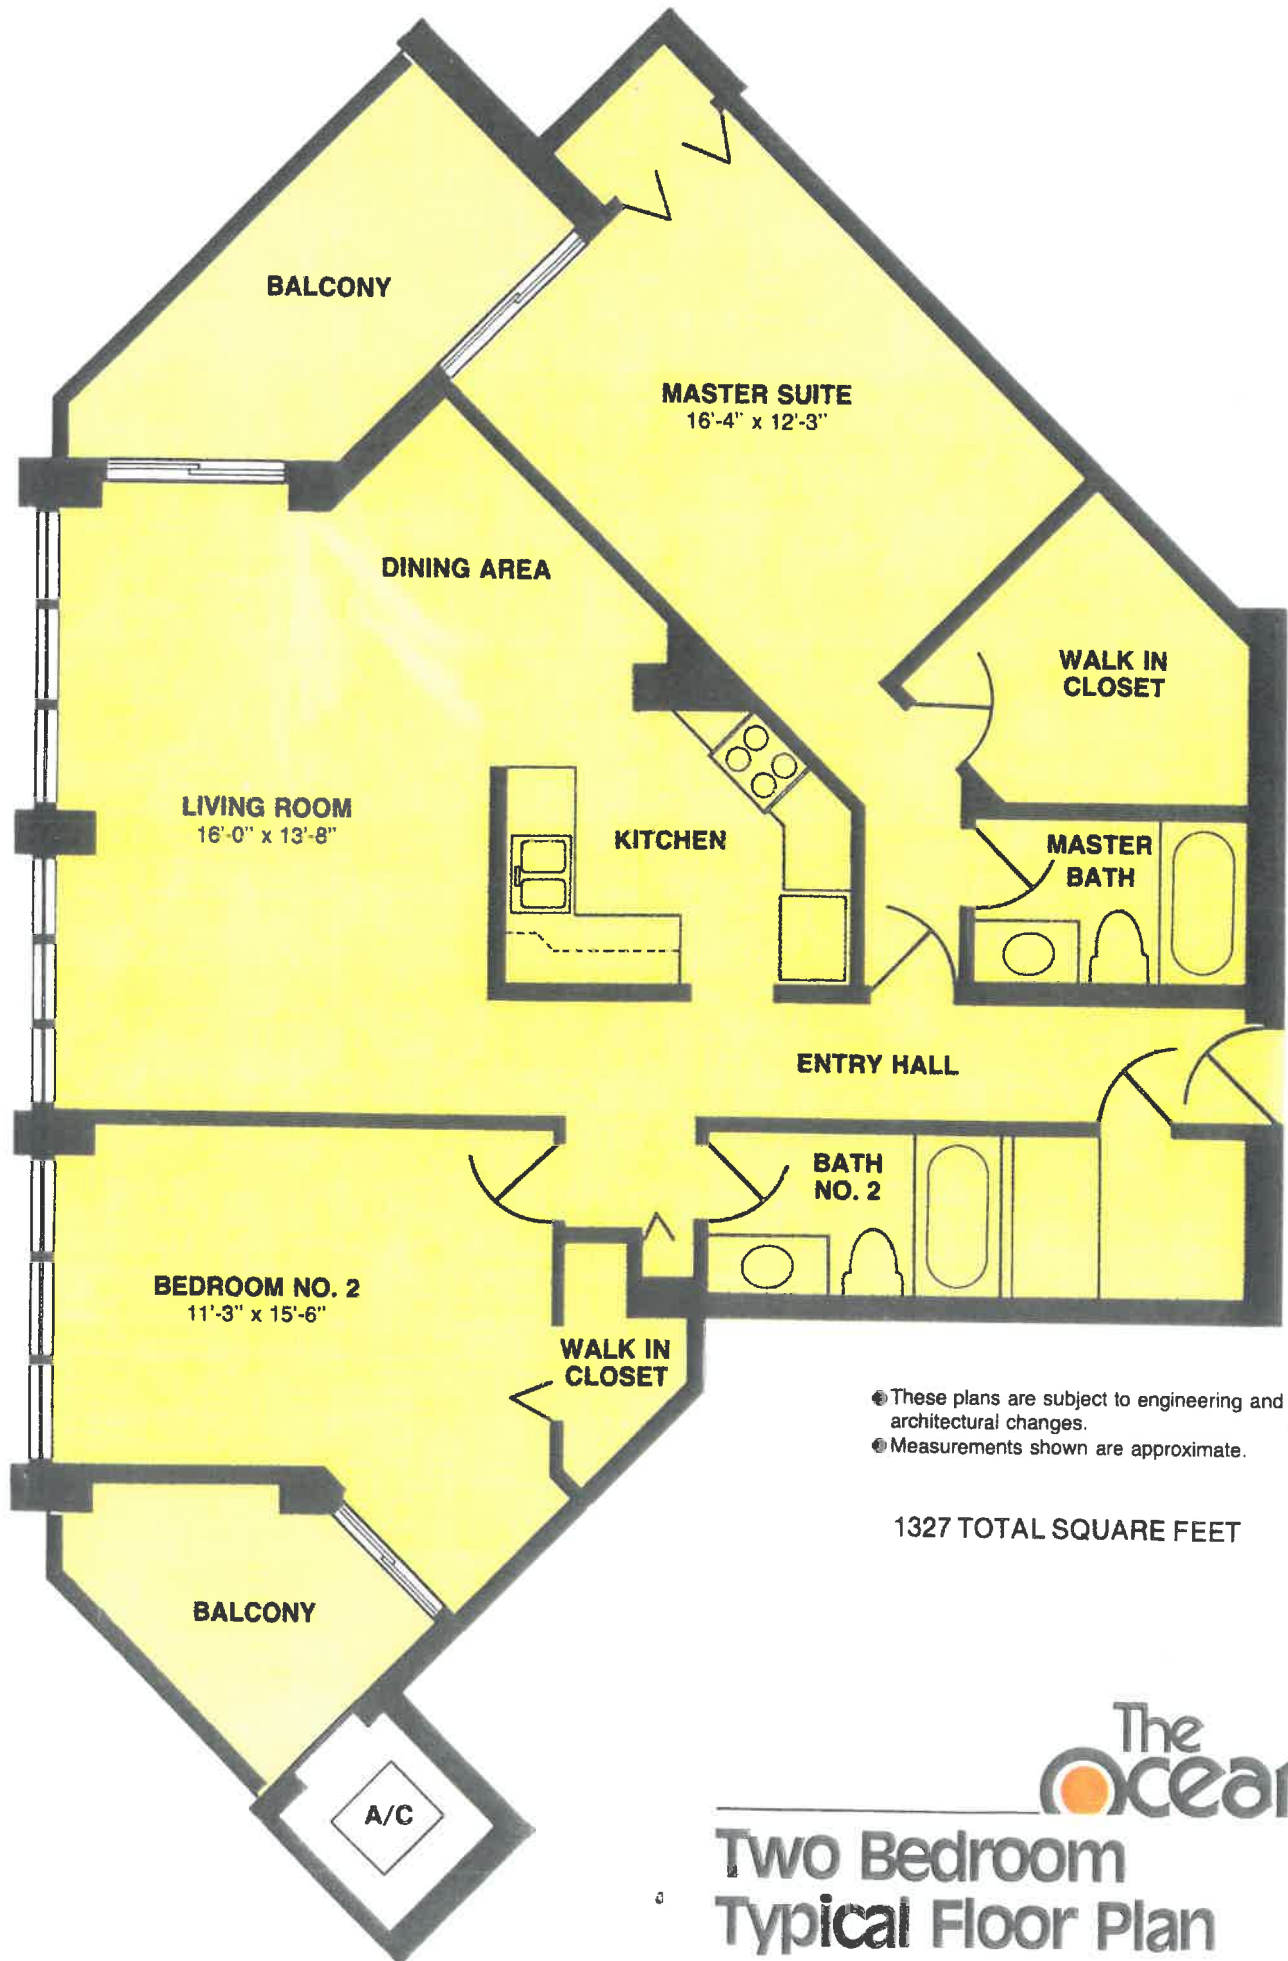 BALCONY
MASTER SUITE
16'-4" x 12'-3"
DINING AREA
WALK IN
CLOSET
LIVING ROOM
16'-0" x 13'-8"
KITCHEN
MASTER
BATH
ENTRY HALL
BATH
NO. 2
BEDROOM NO. 2
11'-3" x 15'-6"
WALK IN
CLOSET
These plans are subject to engineering and
architectural changes.
Measurements shown are approximate.
1327 TOTAL SQUARE FEET
BALCONY
A/C
The
Ocean
Two Bedroom
Typical Floor Plan